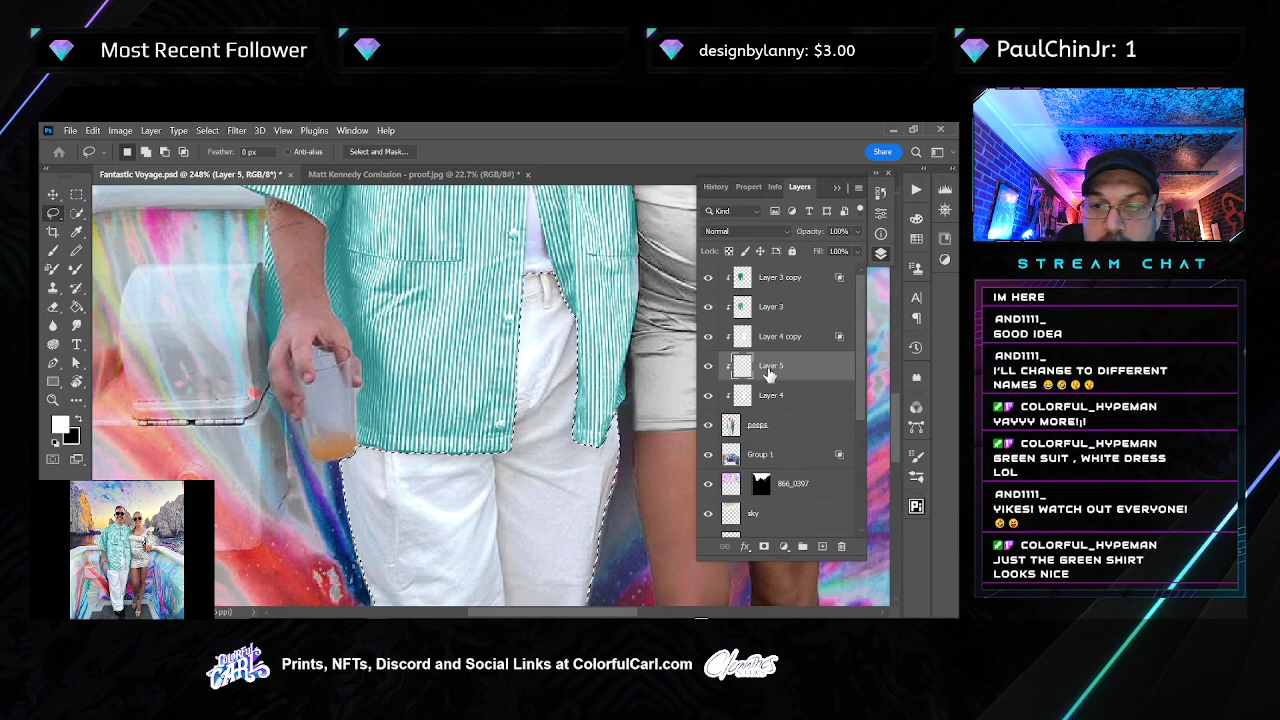 Most Recent Follower
designbylanny: $3.00
PaulChinJr: 1
Ps File Edit Image Layer Type Select Filter 3D View Plugins Window Help
Feather: 0 px Anti-alias Select and Mask... Share
Fantastic Voyage.psd @ 248% (Layer 5, RGB/8*) * × Matt Kennedy Comission - proof.jpg @ 22.7% (RGB/8#) * ×
History Propert Info Layers
Kind
Normal Opacity: 100%
Lock: Fill: 100%
Layer 3 copy
Layer 3
Layer 4 copy
Layer 5
Layer 4
peeps
Group 1
866_0397
sky
fx
Pi
ppi)
STREAM CHAT
IM HERE
AND1111_
GOOD IDEA
AND1111_
I'LL CHANGE TO DIFFERENT
NAMES
COLORFUL_HYPEMAN
YAYYY MORE!¡!
COLORFUL_HYPEMAN
GREEN SUIT , WHITE DRESS
LOL
AND1111_
YIKES! WATCH OUT EVERYONE!
COLORFUL_HYPEMAN
JUST THE GREEN SHIRT
LOOKS NICE
COLORFUL CARL
Prints, NFTs, Discord and Social Links at ColorfulCarl.com